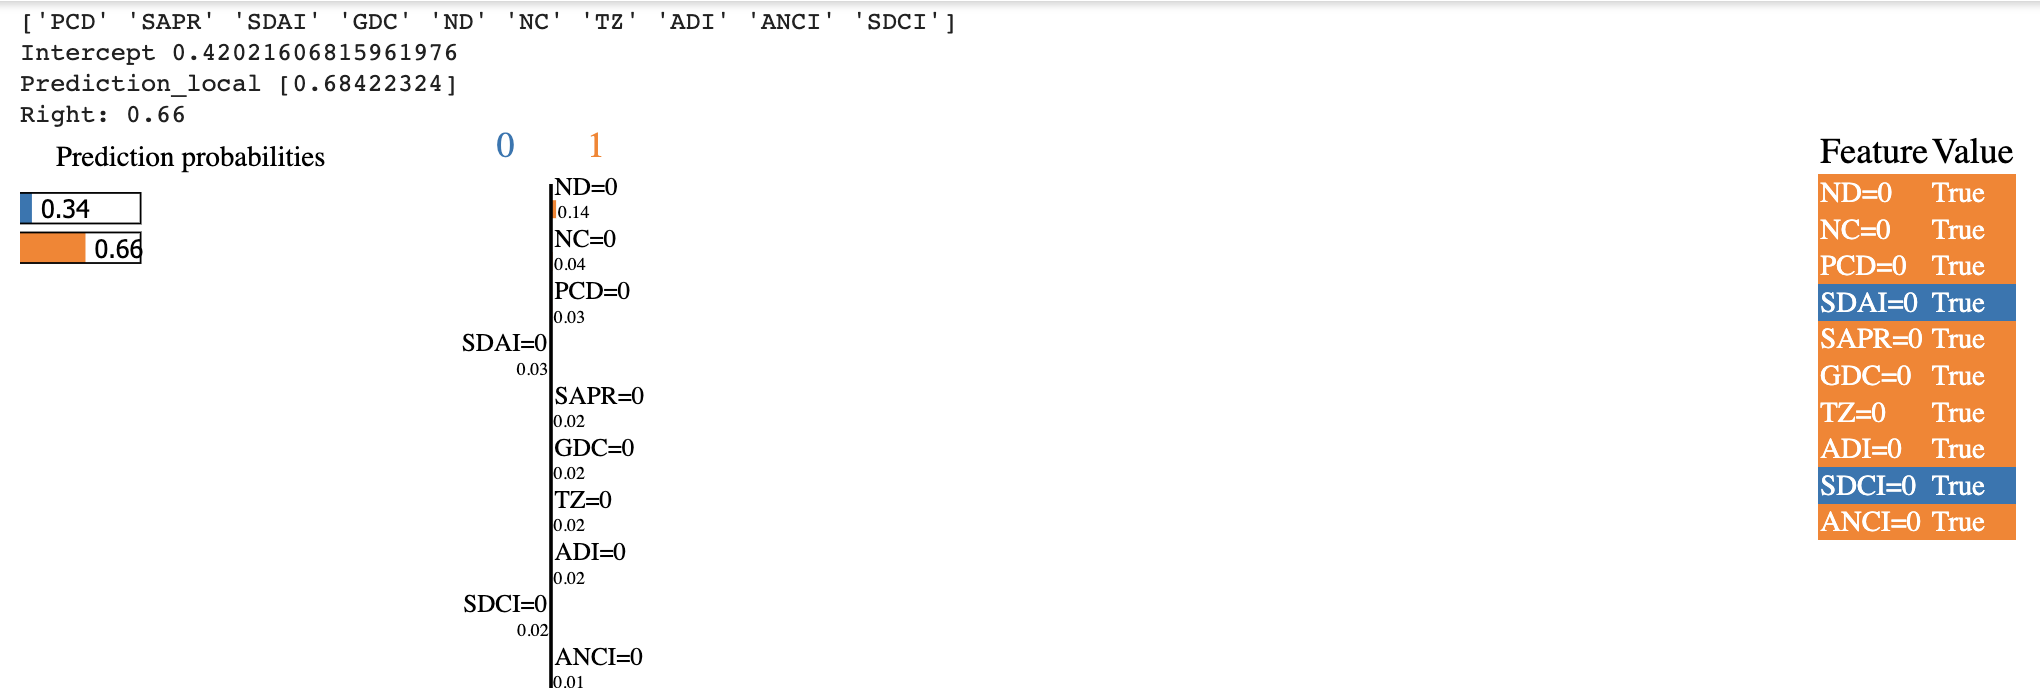 ['PCD' 'SAPR' 'SDAI' 'GDC' 'ND' 'NC' 'TZ' 'ADI' 'ANCI' 'SDCI']
Intercept 0.42021606815961976
Prediction_local [0.68422324]
Right: 0.66
Prediction probabilities
0.34
0.66
0 1
ND=0
0.14
NC=0
0.04
PCD=0
0.03
SDAI=0
0.03
SAPR=0
0.02
GDC=0
0.02
TZ=0
0.02
ADI=0
0.02
SDCI=0
0.02
ANCI=0
0.01
Feature Value
ND=0 True
NC=0 True
PCD=0 True
SDAI=0 True
SAPR=0 True
GDC=0 True
TZ=0 True
ADI=0 True
SDCI=0 True
ANCI=0 True